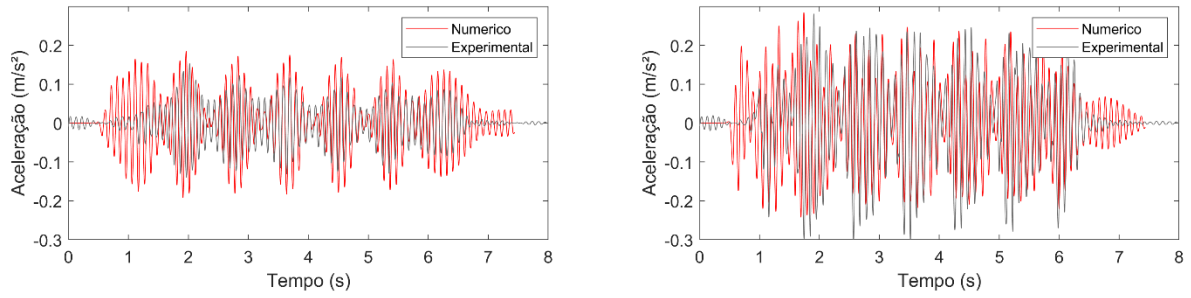 Numerico
Experimental
Aceleração (m/s²)
0.2
0.1
0
-0.1
-0.2
-0.3
0 1 2 3 4 5 6 7 8
Tempo (s)
Numerico
Experimental
Aceleração (m/s²)
0.2
0.1
0
-0.1
-0.2
-0.3
0 1 2 3 4 5 6 7 8
Tempo (s)